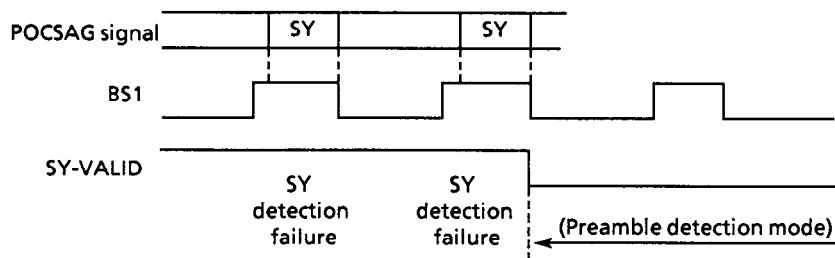 POCSAG signal
SY
SY
BS1
SY-VALID
SY
detection
failure
SY
detection
failure
(Preamble detection mode)